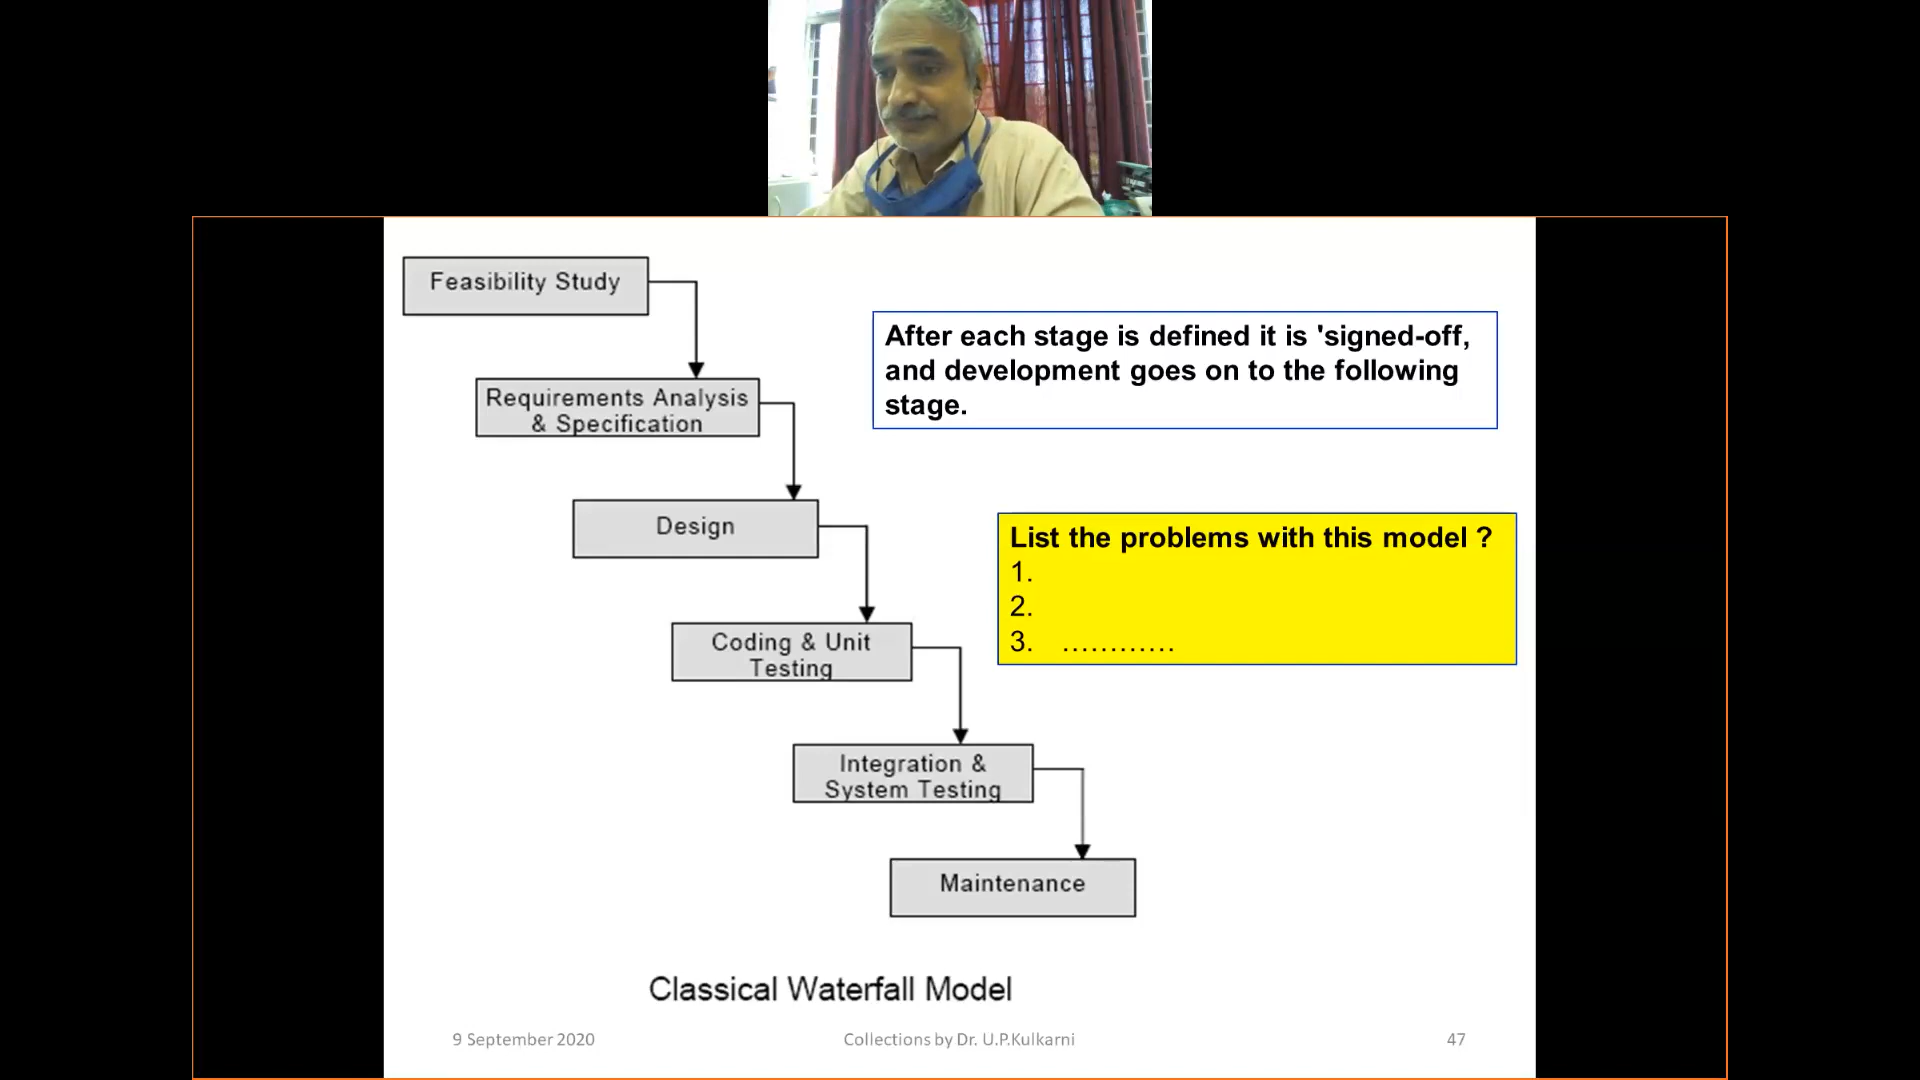 Feasibility Study
Requirements Analysis
& Specification
Design
Coding & Unit
Testing
Integration &
System Testing
Maintenance
After each stage is defined it is 'signed-off,
and development goes on to the following
stage.
List the problems with this model ?
1.
2.
3. …………
Classical Waterfall Model
9 September 2020
Collections by Dr. U.P.Kulkarni
47